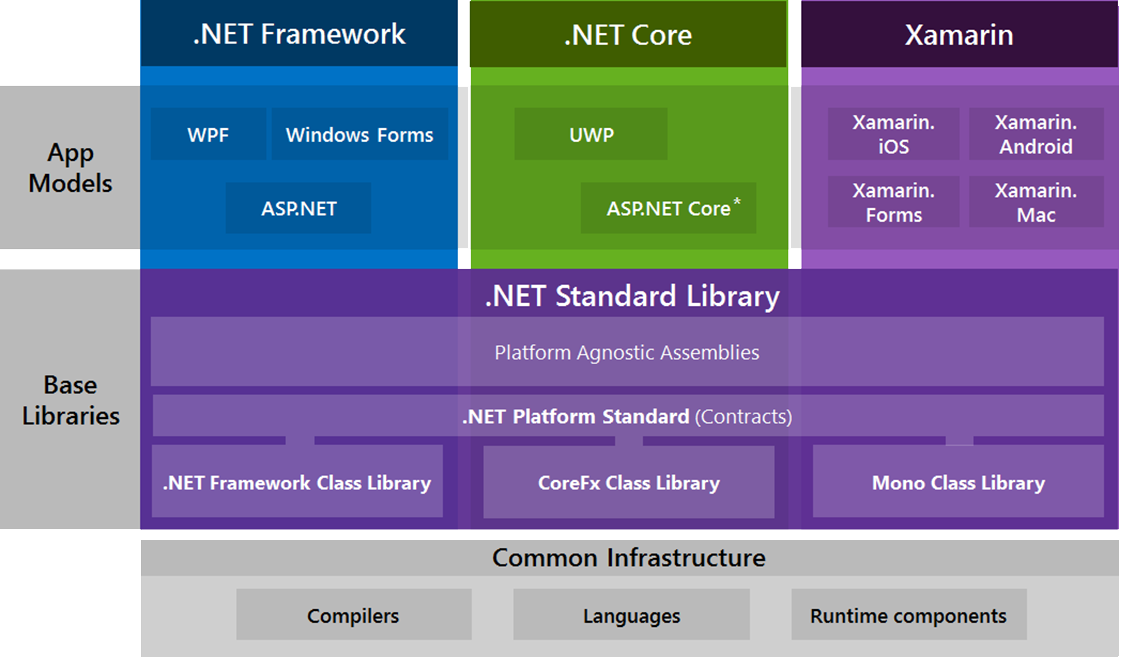 .NET Framework
.NET Core
Xamarin
App
Models
WPF
Windows Forms
ASP.NET
UWP
ASP.NET Core*
Xamarin.
iOS
Xamarin.
Android
Xamarin.
Forms
Xamarin.
Mac
Base
Libraries
.NET Standard Library
Platform Agnostic Assemblies
.NET Platform Standard (Contracts)
.NET Framework Class Library
CoreFx Class Library
Mono Class Library
Common Infrastructure
Compilers
Languages
Runtime components